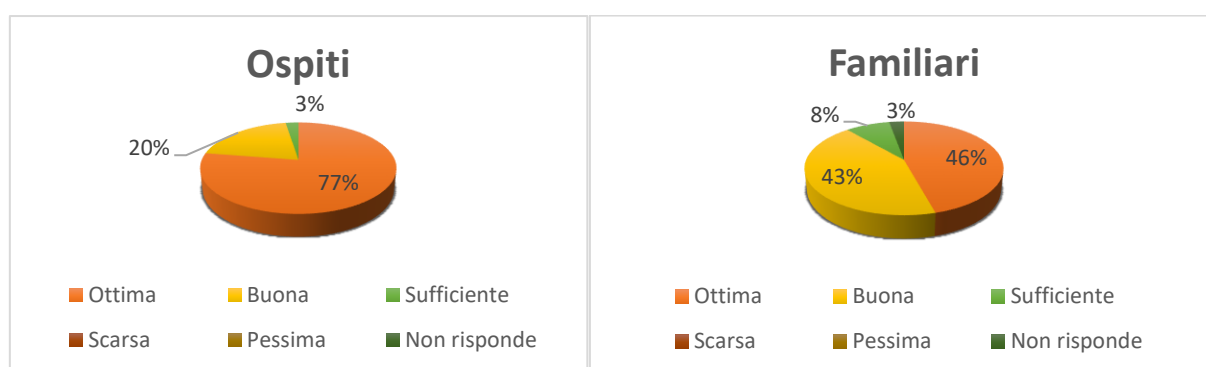 Ospiti
3%
20%
77%
Ottima Buona Sufficiente
Scarsa Pessima Non risponde
Familiari
8% 3%
46%
43%
Ottima Buona Sufficiente
Scarsa Pessima Non risponde